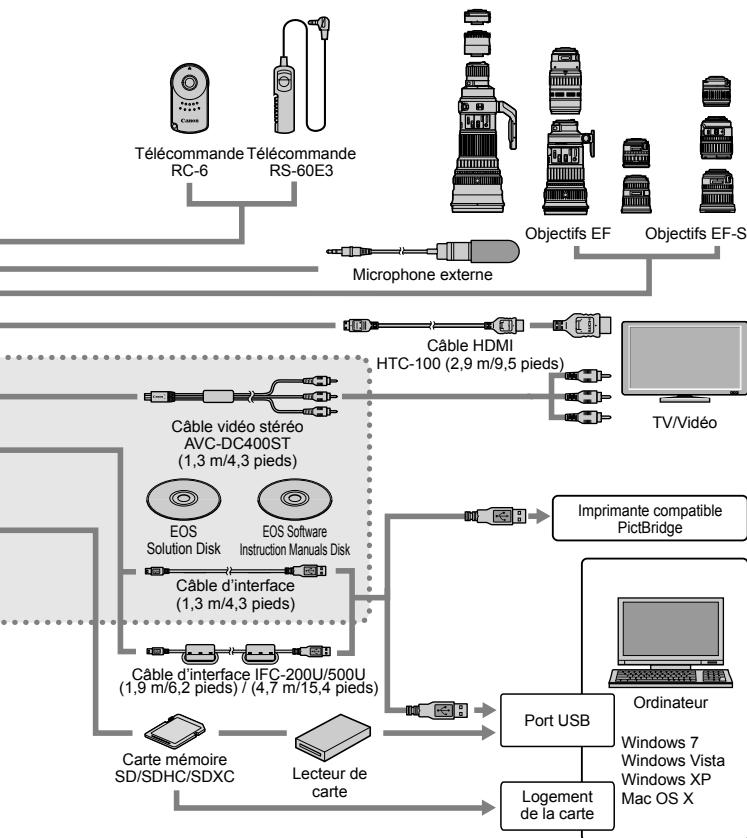 Canon
Télécommande
RC-6
Télécommande
RS-60E3
Objectifs EF
Objectifs EF-S
Microphone externe
Câble HDMI
HTC-100 (2,9 m/9,5 pieds)
TV/Vidéo
Câble vidéo stéréo
AVC-DC400ST
(1,3 m/4,3 pieds)
EOS
Solution Disk
EOS Software
Instruction Manuals Disk
Imprimante compatible
PictBridge
Câble d'interface
(1,3 m/4,3 pieds)
Câble d'interface IFC-200U/500U
(1,9 m/6,2 pieds) / (4,7 m/15,4 pieds)
Ordinateur
Port USB
Windows 7
Windows Vista
Windows XP
Mac OS X
Carte mémoire
SD/SDHC/SDXC
Lecteur de
carte
Logement
de la carte